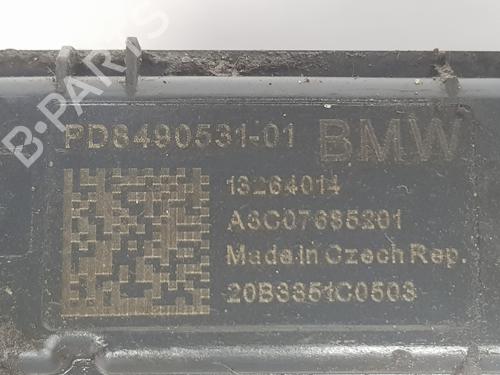 PD8490531-01 BMW
13264014
A3C07685201
Made in Czech Rep.
20B3351C0503
B-PARTS